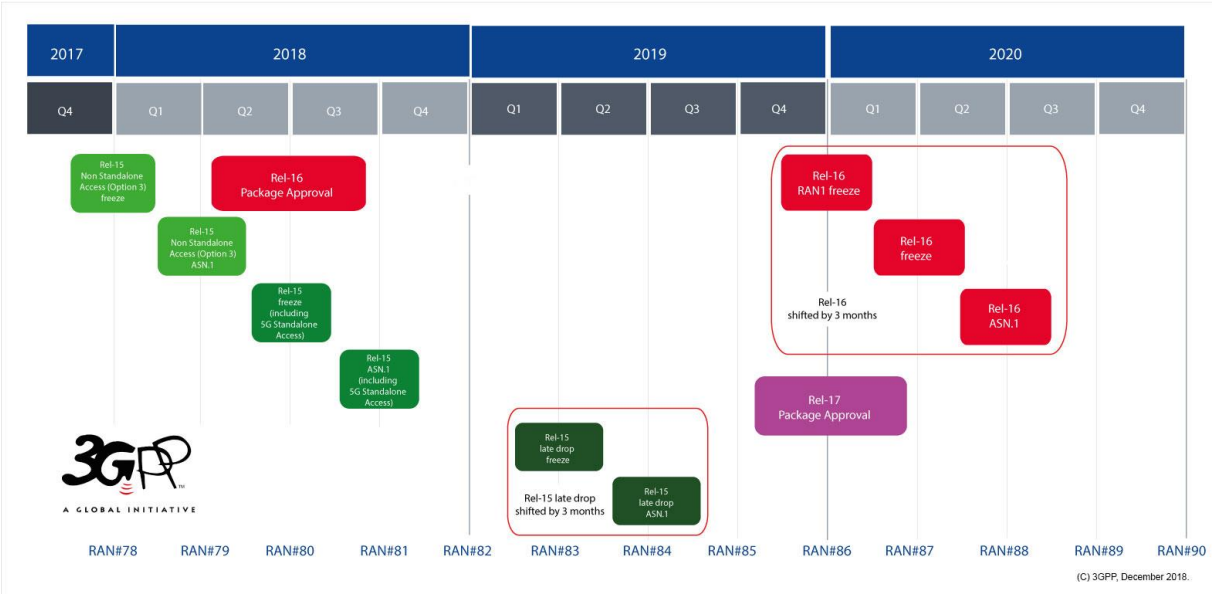 2017
2018
2019
2020
Q4
Q1
Q2
Q3
Q4
Q1
Q2
Q3
Q4
Q1
Q2
Q3
Q4
Rel-15
Non Standalone
Access (Option 3)
freeze
Rel-16
Package Approval
Rel-16
RAN1 freeze
Rel-15
Non Standalone
Access (Option 3)
ASN.1
Rel-16
freeze
Rel-15
freeze
(including
5G Standalone
Access)
Rel-16
shifted by 3 months
Rel-16
ASN.1
Rel-15
ASN.1
(including
5G Standalone
Access)
Rel-17
Package Approval
Rel-15
late drop
freeze
Rel-15 late drop
shifted by 3 months
Rel-15
late drop
ASN.1
3GPP
TM
A GLOBAL INITIATIVE
RAN#78
RAN#79
RAN#80
RAN#81
RAN#82
RAN#83
RAN#84
RAN#85
RAN#86
RAN#87
RAN#88
RAN#89
RAN#90
(C) 3GPP, December 2018.